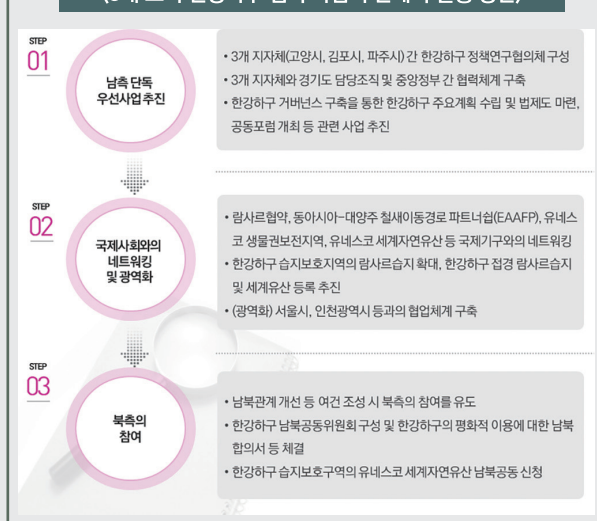 STEP
01
남측 단독
우선사업 추진
• 3개 지자체(고양시, 김포시, 파주시) 간 한강하구 정책연구협의체 구성
• 3개 지자체와 경기도 담당조직 및 중앙정부 간 협력체계 구축
• 한강하구 거버넌스 구축을 통한 한강하구 주요계획 수립 및 법제도 마련,
공동포럼 개최 등 관련 사업 추진
STEP
02
국제사회와의
네트워킹
및 광역화
• 람사르협약, 동아시아-대양주 철새이동경로 파트너쉽(EAAFP), 유네스
코 생물권보전지역, 유네스코 세계자연유산 등 국제기구와의 네트워킹
• 한강하구 습지보호지역의 람사르습지 확대, 한강하구 접경 람사르습지
및 세계유산 등록 추진
• (광역화) 서울시, 인천광역시 등과의 협업체계 구축
STEP
03
북측의
참여
• 남북관계 개선 등 여건 조성 시 북측의 참여를 유도
• 한강하구 남북공동위원회 구성 및 한강하구의 평화적 이용에 대한 남북
합의서 등 체결
• 한강하구 습지보호구역의 유네스코 세계자연유산 남북공동 신청